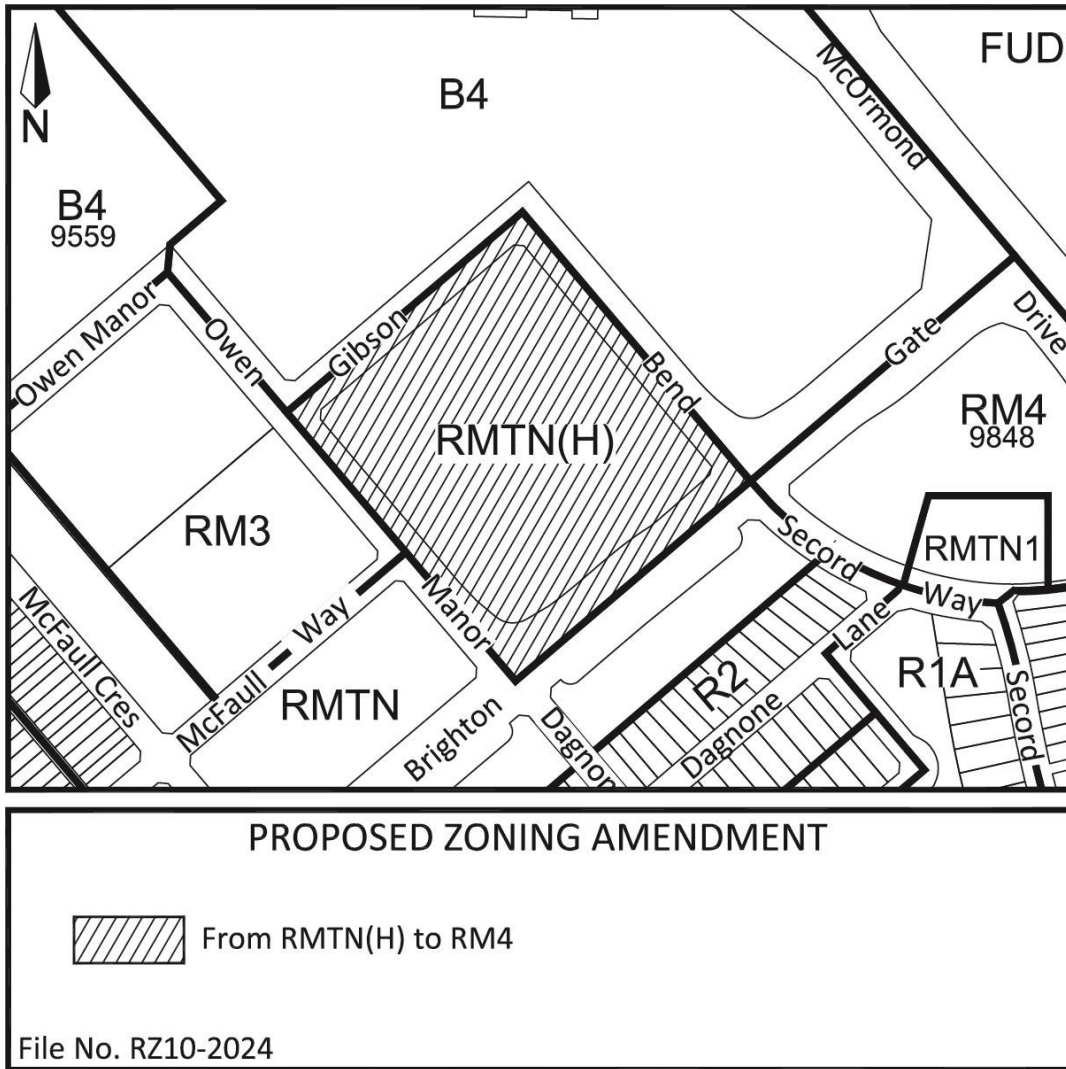 FUD
McOrmond
B4
N
B4
9559
Owen Manor
Owen
Gibson
Bend
Gate
Drive
RM4
9848
RMTN(H)
RM3
Secord
RMTN1
Way
Manor
Way
Lane
McFaull Cres
McFaull
RMTN
R2
R1A
Secord
Brighton
Dagnon
Dagnone
PROPOSED ZONING AMENDMENT
From RMTN(H) to RM4
File No. RZ10-2024